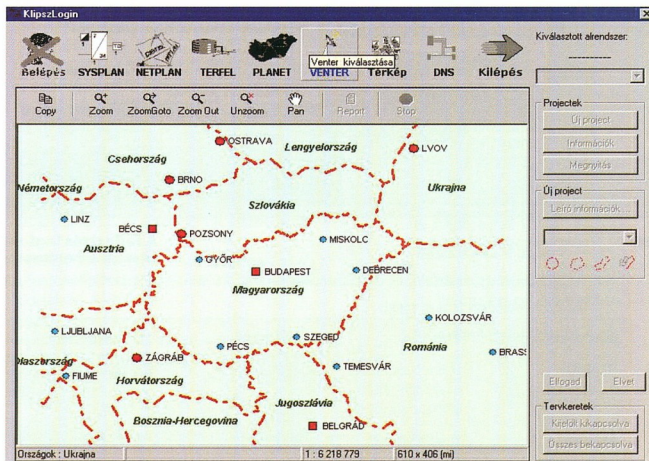 KlipszLogin
Belépés SYSPLAN NETPLAN TERFEL PLANET VENTER Térkép DNS Kilépés
Venter kiválasztása
Kiválasztott alrendszer:
----------
Copy Zoom ZoomGoto Zoom Out Unzoom Pan Report Stop
Projectek
Új project
Információk
Megnyitás
Új project
Leíró információk...
OSTRAVA
Lengyelország
LVOV
Csehország
BRNO
Németország
Ukrajna
Szlovákia
LINZ
BÉCS
POZSONY
MISKOLC
Ausztria
GYŐR
BUDAPEST
DEBRECEN
Magyarország
KOLOZSVÁR
LJUBLJANA
SZEGED
PÉCS
Románia
BRASS
ZÁGRÁB
Olaszország
TEMESVÁR
FIUME
Horvátország
Jugoszlávia
Bosznia-Hercegovina
BELGRÁD
Elfogad Elvet
Tervkeretek
Kijelölt kikapcsolva
Összes bekapcsolva
Országok : Ukrajna 1 : 6 218 779 610 x 406 (mi)